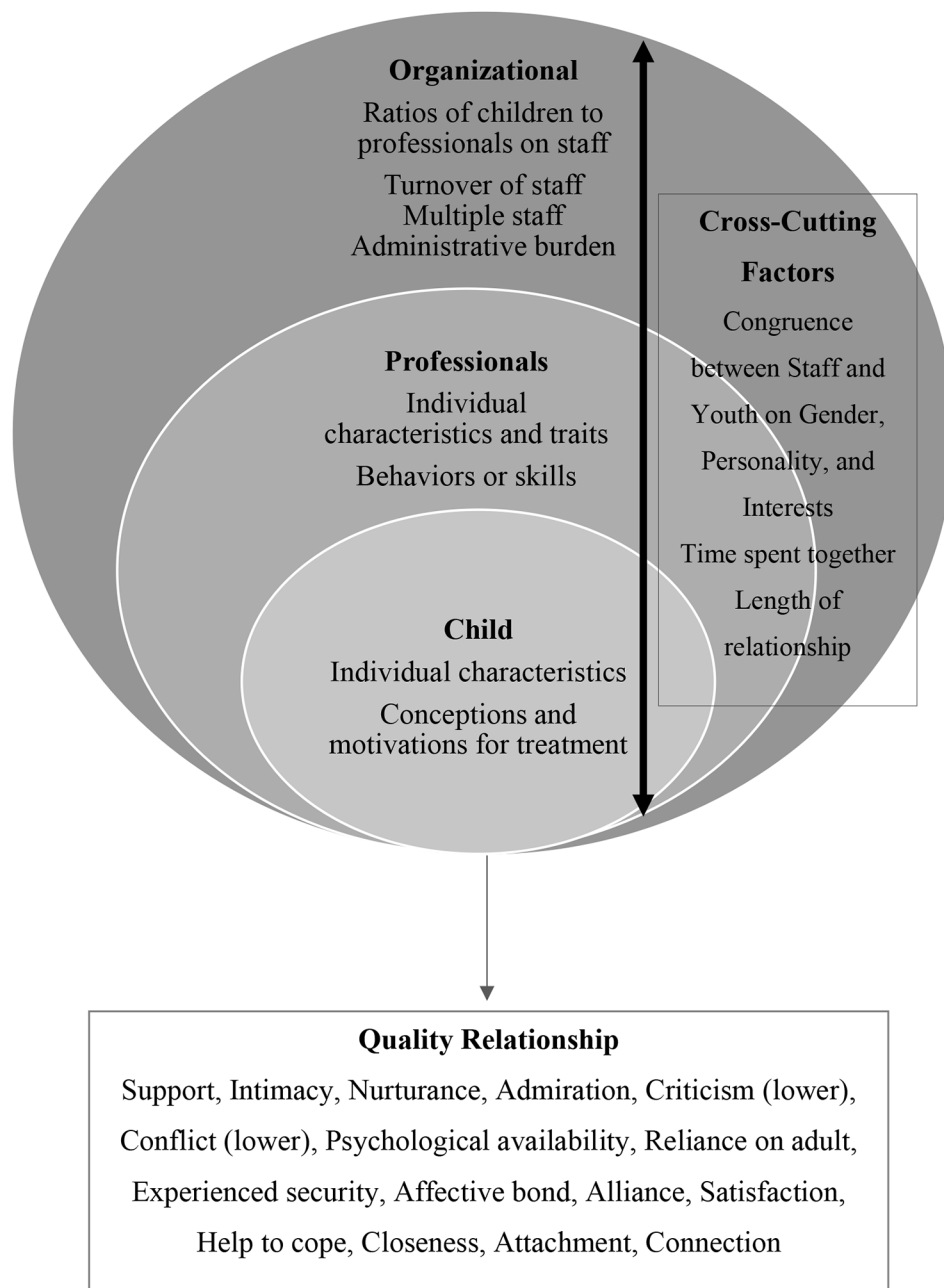 Organizational
Ratios of children to
professionals on staff
Turnover of staff
Multiple staff
Administrative burden
Professionals
Individual
characteristics and traits
Behaviors or skills
Child
Individual characteristics
Conceptions and
motivations for treatment
Cross-Cutting
Factors
Congruence
between Staff and
Youth on Gender,
Personality, and
Interests
Time spent together
Length of
relationship
Quality Relationship
Support, Intimacy, Nurturance, Admiration, Criticism (lower),
Conflict (lower), Psychological availability, Reliance on adult,
Experienced security, Affective bond, Alliance, Satisfaction,
Help to cope, Closeness, Attachment, Connection